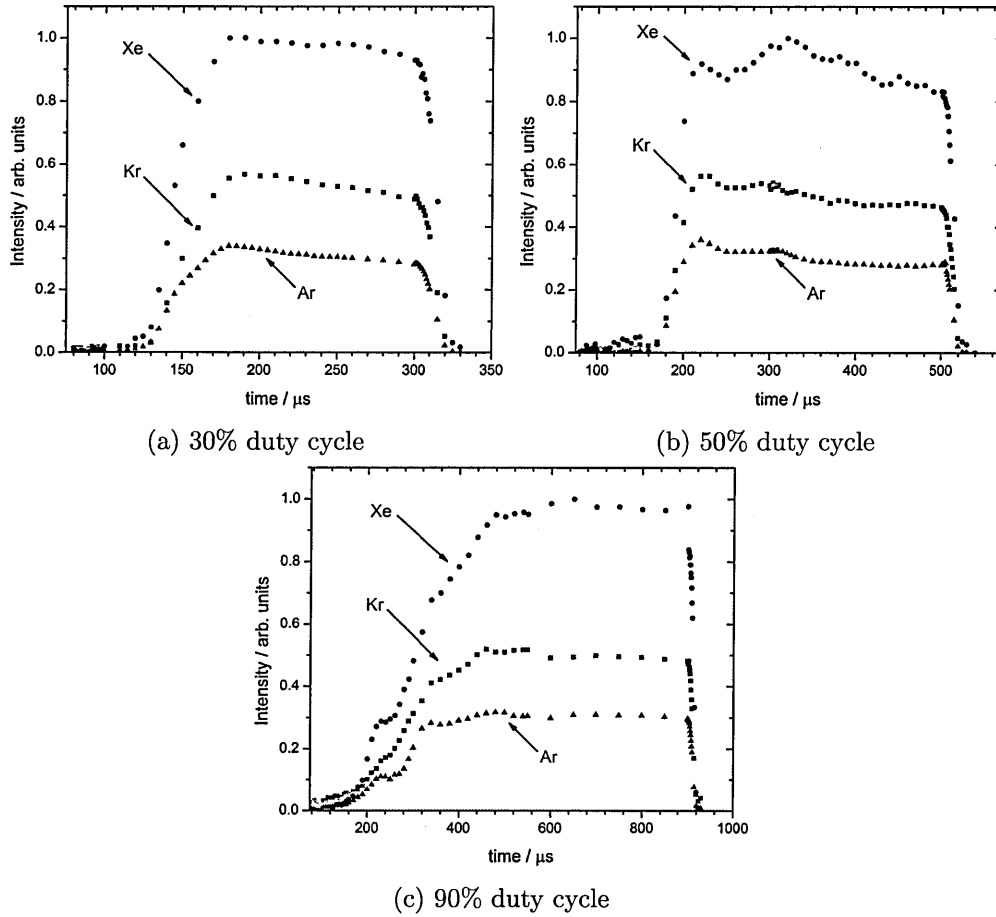 1.0
0.8
0.6
0.4
0.2
0.0
Intensity / arb. units
Xe
Kr
Ar
100 150 200 250 300 350
time / μs
(a) 30% duty cycle
1.0
0.8
0.6
0.4
0.2
0.0
Intensity / arb. units
Xe
Kr
Ar
100 200 300 400 500
time / μs
(b) 50% duty cycle
1.0
0.8
0.6
0.4
0.2
0.0
Intensity / arb. units
Xe
Kr
Ar
200 400 600 800 1000
time / μs
(c) 90% duty cycle